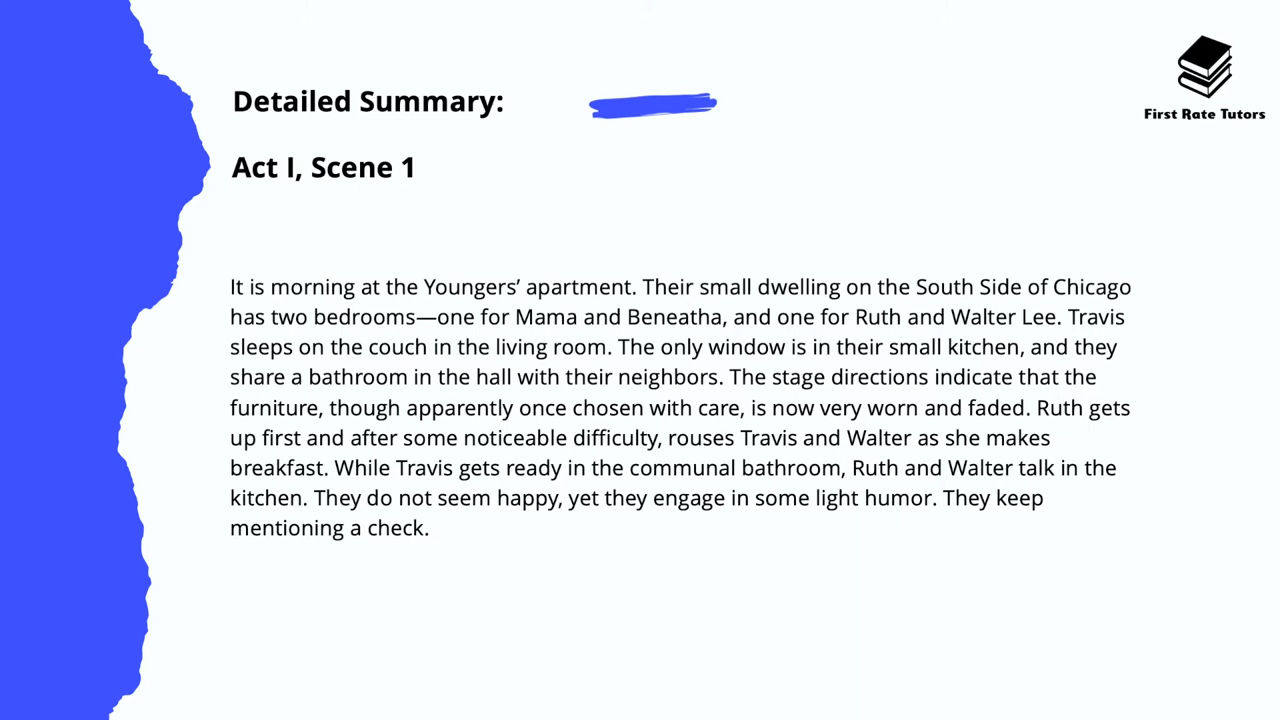 Detailed Summary:
First Rate Tutors
Act I, Scene 1
It is morning at the Youngers’ apartment. Their small dwelling on the South Side of Chicago
has two bedrooms—one for Mama and Beneatha, and one for Ruth and Walter Lee. Travis
sleeps on the couch in the living room. The only window is in their small kitchen, and they
share a bathroom in the hall with their neighbors. The stage directions indicate that the
furniture, though apparently once chosen with care, is now very worn and faded. Ruth gets
up first and after some noticeable difficulty, rouses Travis and Walter as she makes
breakfast. While Travis gets ready in the communal bathroom, Ruth and Walter talk in the
kitchen. They do not seem happy, yet they engage in some light humor. They keep
mentioning a check.